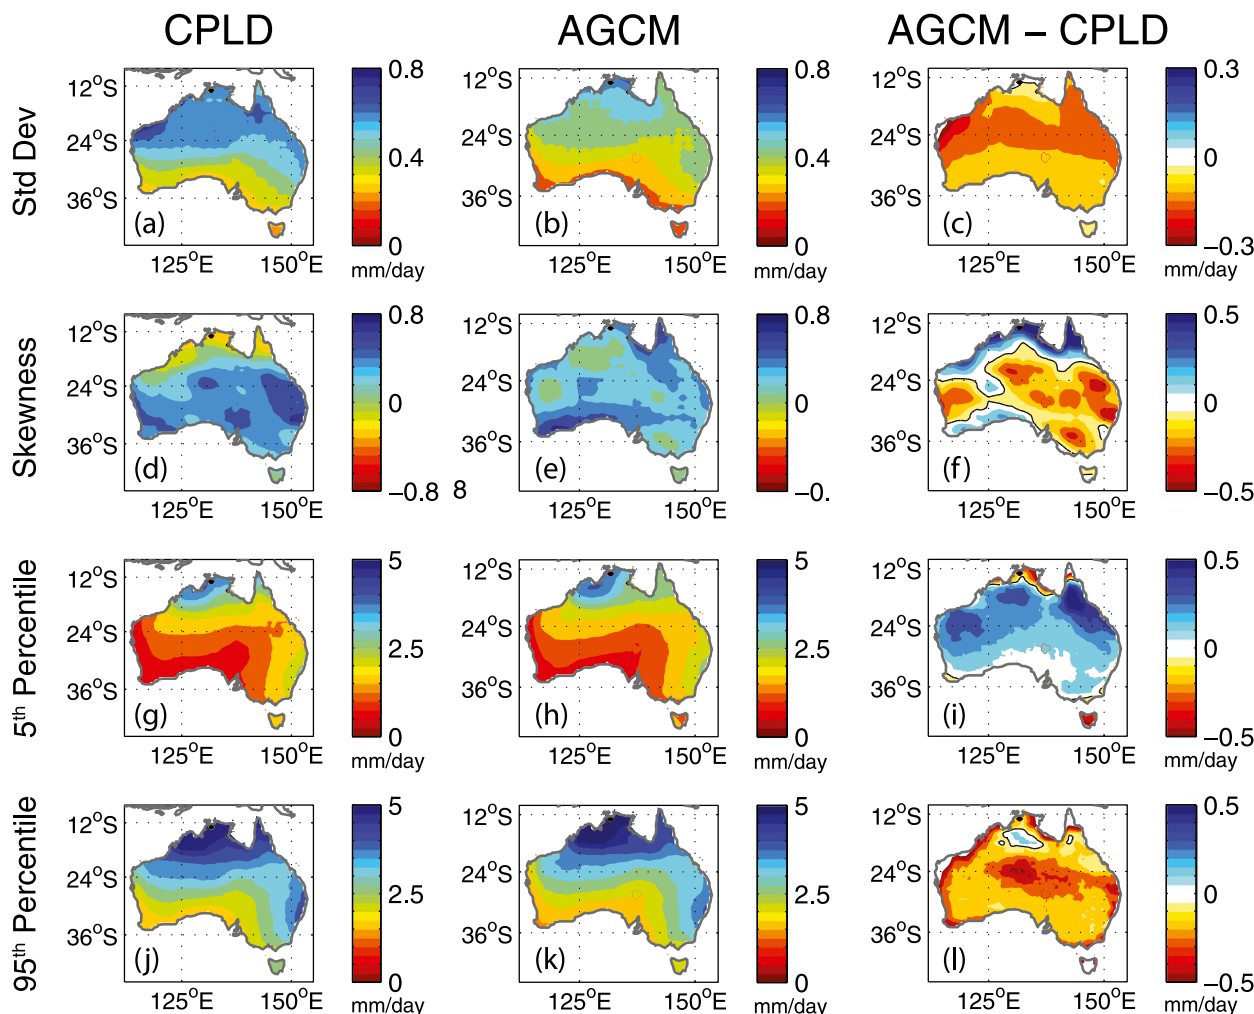 CPLD AGCM AGCM – CPLD
Std Dev
12°S 24°S 36°S (a) 125°E 150°E 0.8 0.4 0 mm/day
12°S 24°S 36°S (b) 125°E 150°E 0.8 0.4 0 mm/day
12°S 24°S 36°S (c) 125°E 150°E 0.3 0 −0.3 mm/day
Skewness
12°S 24°S 36°S (d) 125°E 150°E 0.8 0 −0.8 8
12°S 24°S 36°S (e) 125°E 150°E 0.8 0 −0.
12°S 24°S 36°S (f) 125°E 150°E 0.5 0 −0.5
5th Percentile
12°S 24°S 36°S (g) 125°E 150°E 5 2.5 0 mm/day
12°S 24°S 36°S (h) 125°E 150°E 5 2.5 0 mm/day
12°S 24°S 36°S (i) 125°E 150°E 0.5 0 −0.5 mm/day
95th Percentile
12°S 24°S 36°S (j) 125°E 150°E 5 2.5 0 mm/day
12°S 24°S 36°S (k) 125°E 150°E 5 2.5 0 mm/day
12°S 24°S 36°S (l) 125°E 150°E 0.5 0 −0.5 mm/day